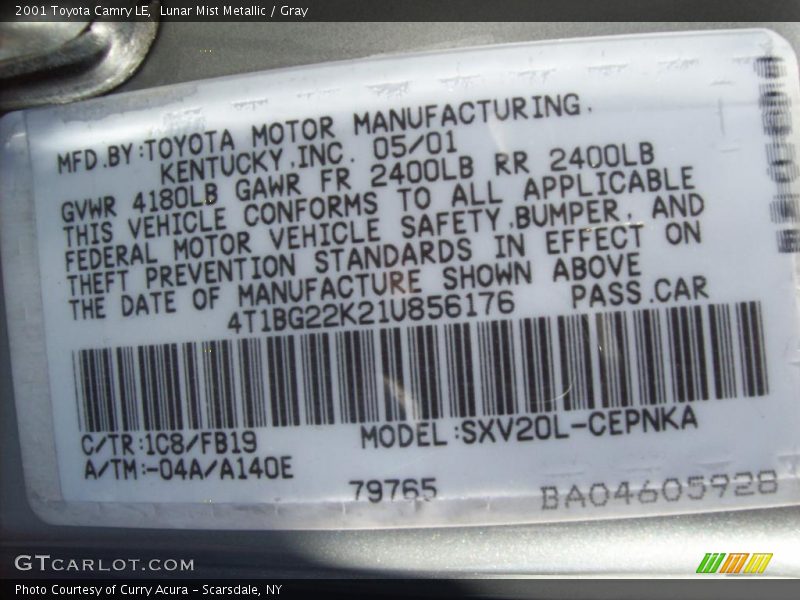 2001 Toyota Camry LE,  Lunar Mist Metallic / Gray
MFD.BY:TOYOTA MOTOR MANUFACTURING.
KENTUCKY,INC. 05/01
GVWR 4180LB GAWR FR 2400LB RR 2400LB
THIS VEHICLE CONFORMS TO ALL APPLICABLE
FEDERAL MOTOR VEHICLE SAFETY,BUMPER, AND
THEFT PREVENTION STANDARDS IN EFFECT ON
THE DATE OF MANUFACTURE SHOWN ABOVE
4T1BG22K21U856176 PASS.CAR
C/TR:1C8/FB19 MODEL:SXV20L-CEPNKA
A/TM:-04A/A140E
79765 BA04605928
GTCARLOT.COM
Photo Courtesy of Curry Acura – Scarsdale, NY